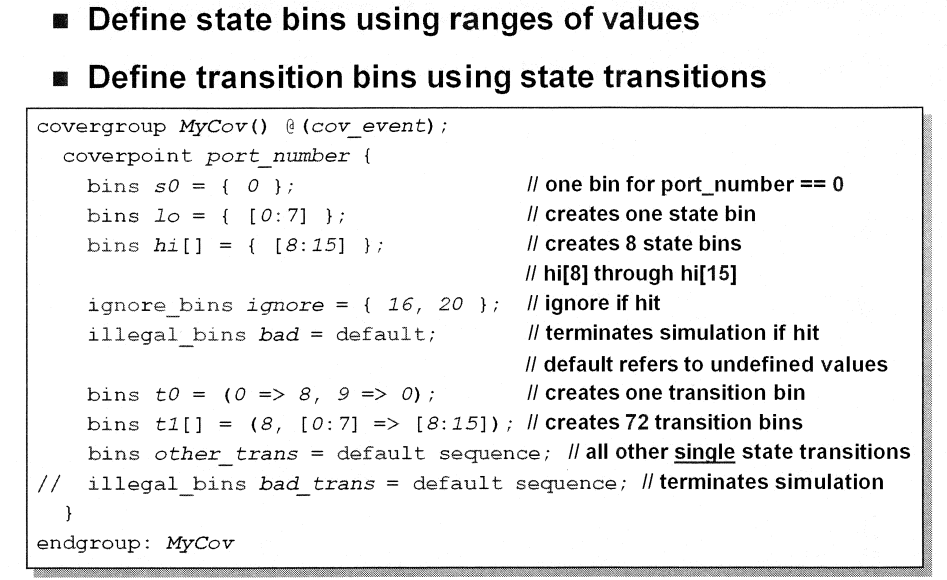 ■ Define state bins using ranges of values
■ Define transition bins using state transitions
covergroup MyCov() @(cov_event);
coverpoint port_number {
bins s0 = { 0 }; // one bin for port_number == 0
bins lo = { [0:7] }; // creates one state bin
bins hi[] = { [8:15] }; // creates 8 state bins
// hi[8] through hi[15]
ignore_bins ignore = { 16, 20 }; // ignore if hit
illegal_bins bad = default; // terminates simulation if hit
// default refers to undefined values
bins t0 = (0 => 8, 9 => 0); // creates one transition bin
bins t1[] = (8, [0:7] => [8:15]); // creates 72 transition bins
bins other_trans = default sequence; // all other single state transitions
// illegal_bins bad_trans = default sequence; // terminates simulation
}
endgroup: MyCov